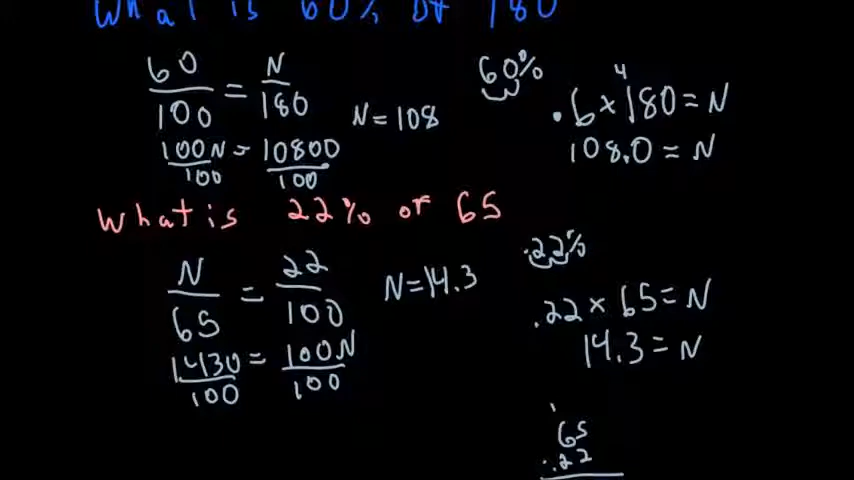 What is 60% of 180
60/100 = N/180
N = 108
100N/100 = 10800/100
60%
4
.6 × 180 = N
108.0 = N
What is 22% of 65
N/65 = 22/100
N = 14.3
1430/100 = 100N/100
.22%
.22 × 65 = N
14.3 = N
1
65
.22